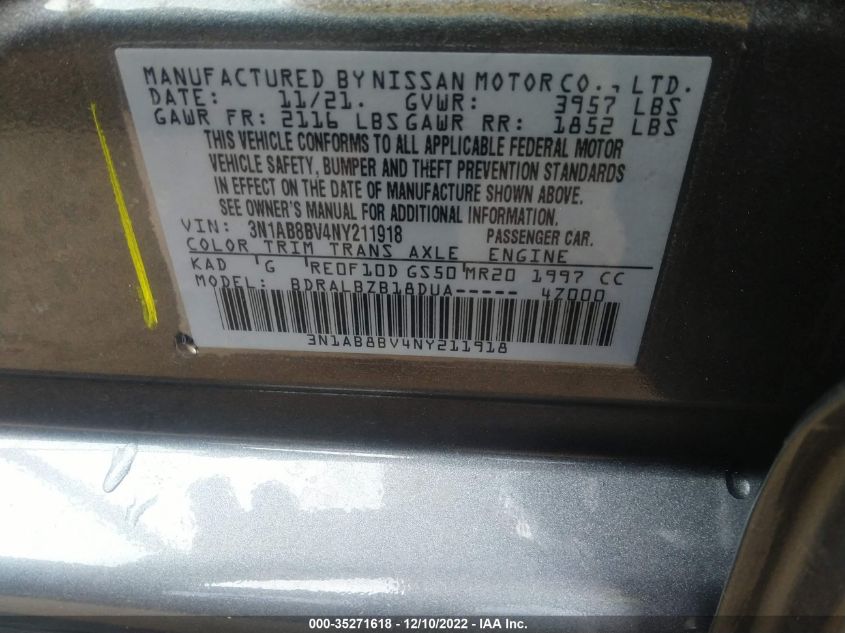 MANUFACTURED BY NISSAN MOTOR CO., LTD.
DATE: 11/21. GVWR: 3957 LBS
GAWR FR: 2116 LBS GAWR RR: 1852 LBS
THIS VEHICLE CONFORMS TO ALL APPLICABLE FEDERAL MOTOR
VEHICLE SAFETY, BUMPER AND THEFT PREVENTION STANDARDS
IN EFFECT ON THE DATE OF MANUFACTURE SHOWN ABOVE.
SEE OWNER'S MANUAL FOR ADDITIONAL INFORMATION.
VIN: 3N1AB8BV4NY211918 PASSENGER CAR.
COLOR TRIM TRANS AXLE ENGINE
KAD G RE0F10D GS50 MR20 1997 CC
MODEL: BDRALBZB18DUA----- 4Z000
3N1AB8BV4NY211918
000-35271618 - 12/10/2022 - IAA Inc.